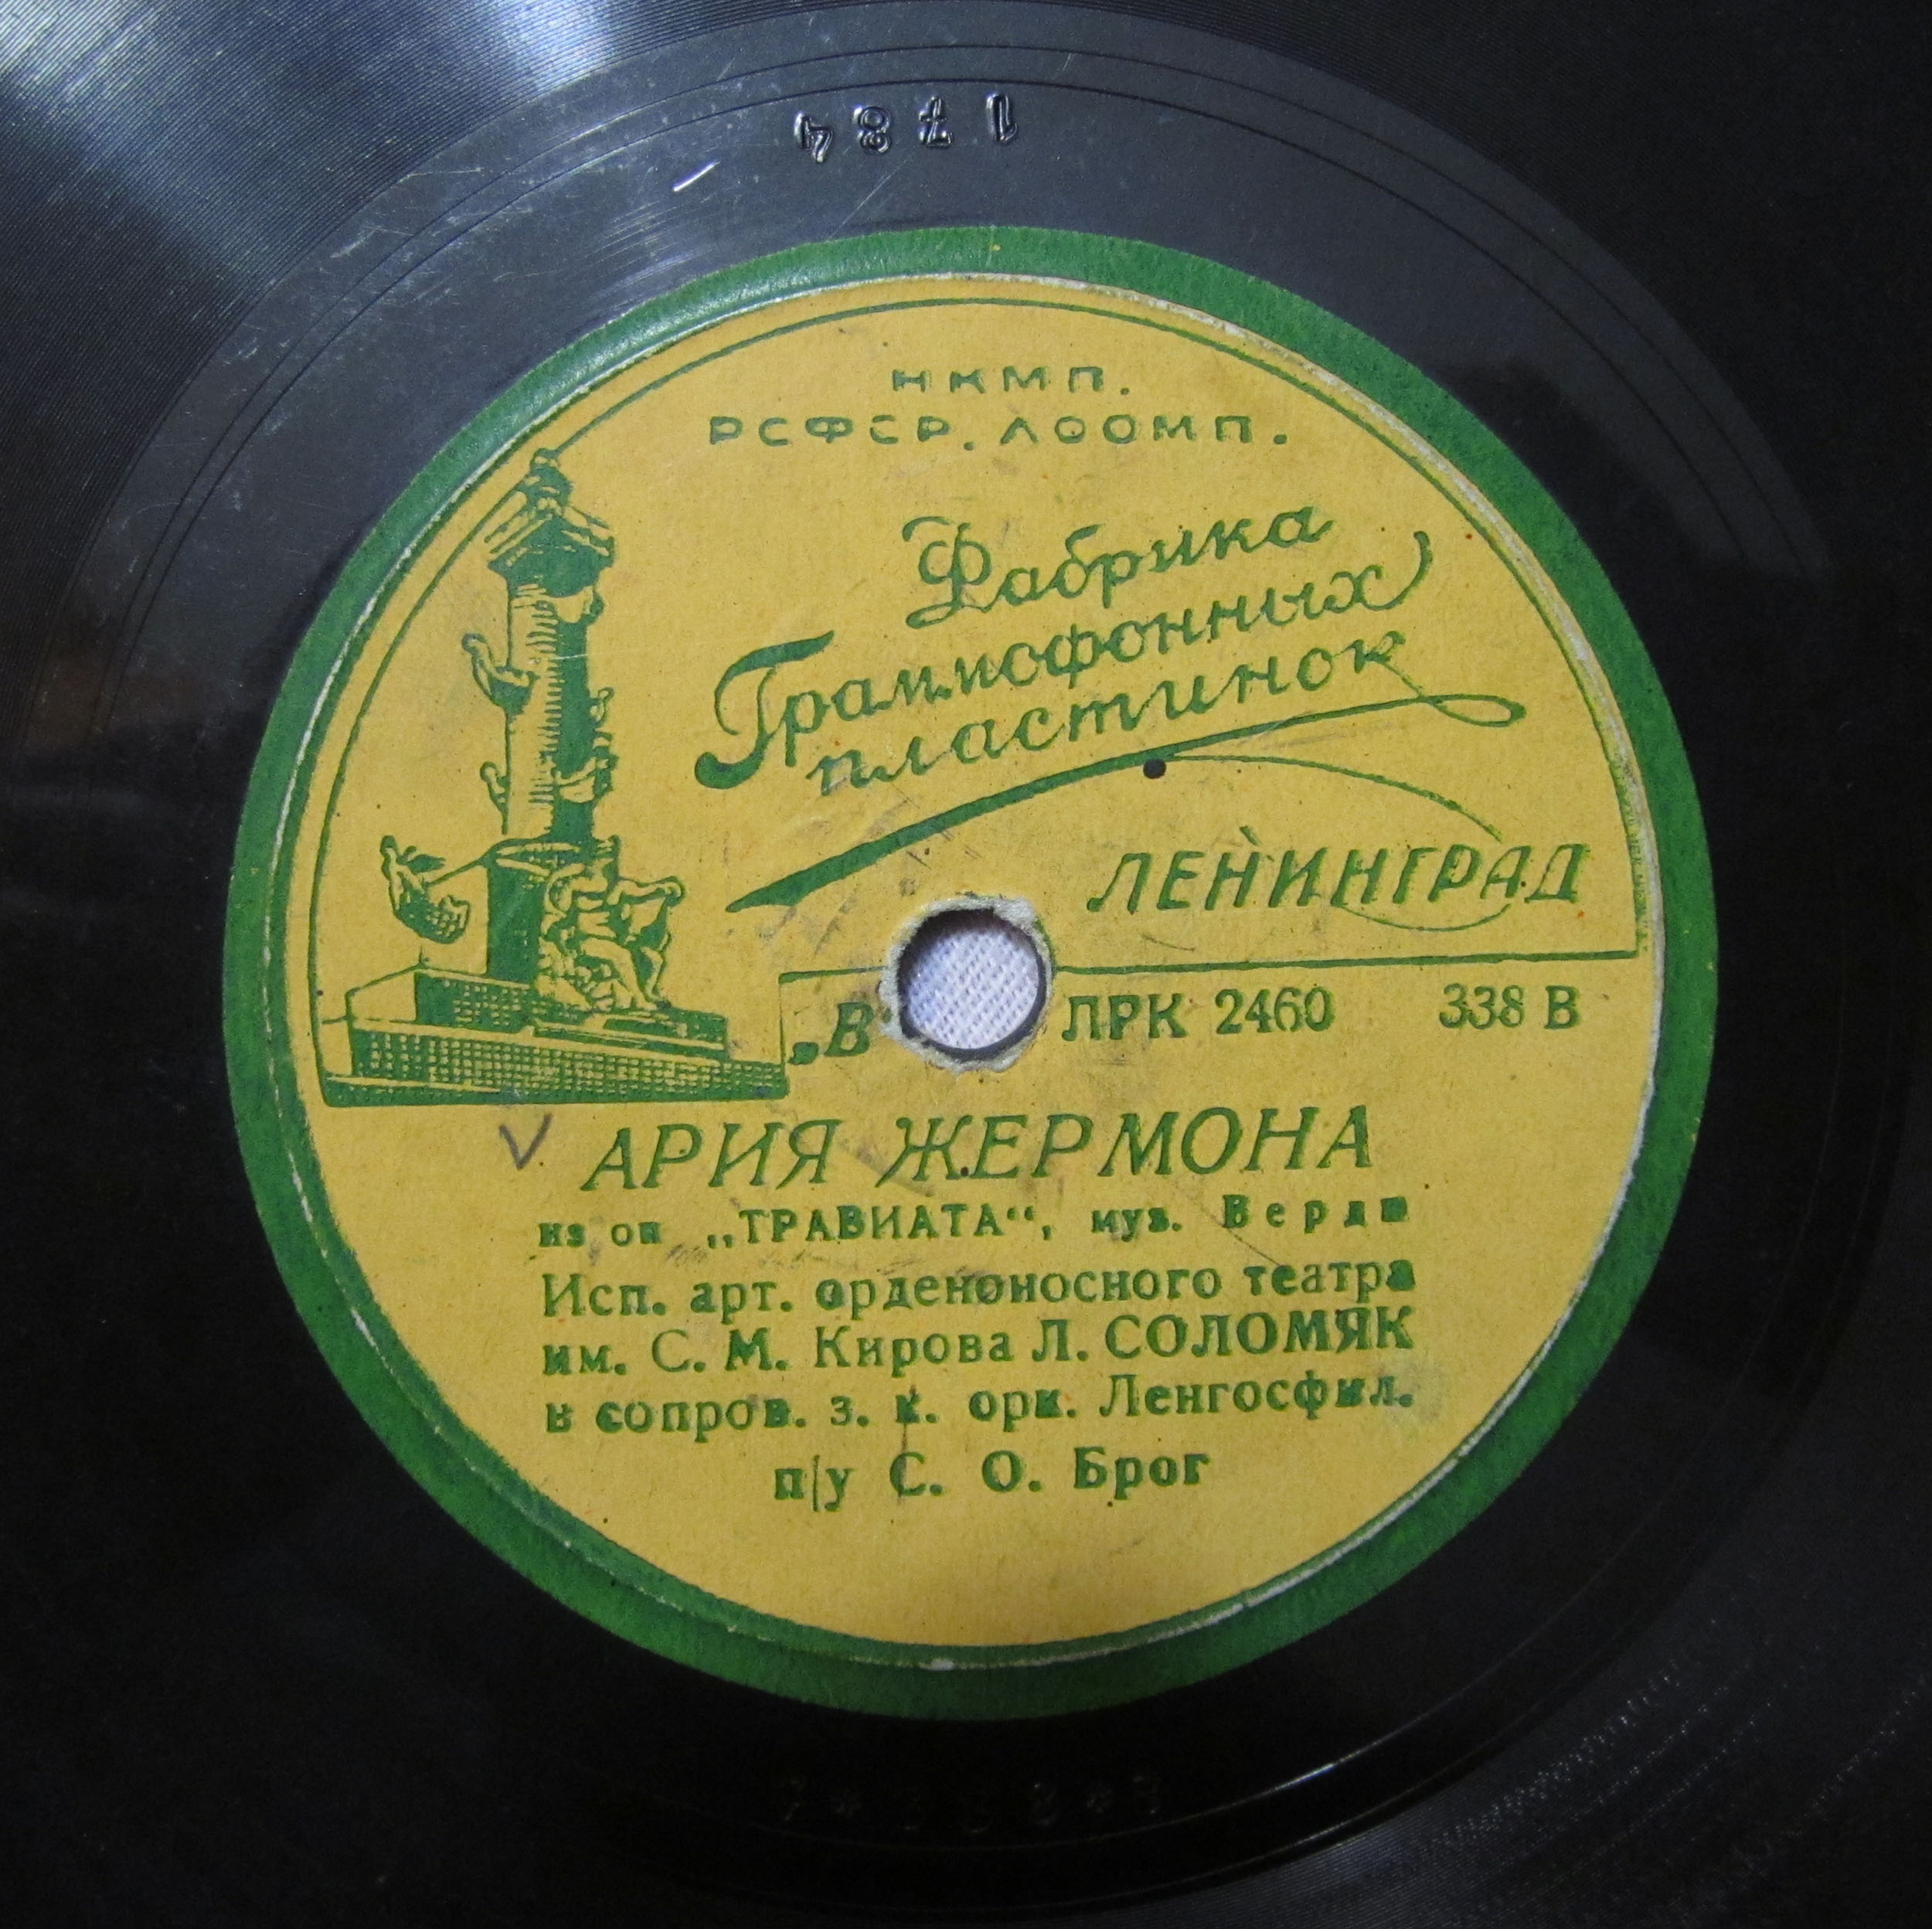 1784
НКМП.
РСФСР. ЛООМП.
Фабрика
Граммофонных
пластинок
ЛЕНИНГРАД
„В“ ЛРК 2460 338 В
АРИЯ ЖЕРМОНА
из оп „ТРАВИАТА“, муз. Верди
Исп. арт. орденоносного театра
им. С. М. Кирова Л. СОЛОМЯК
в сопров. з. к. орк. Ленгосфил.
п/у С. О. Брог